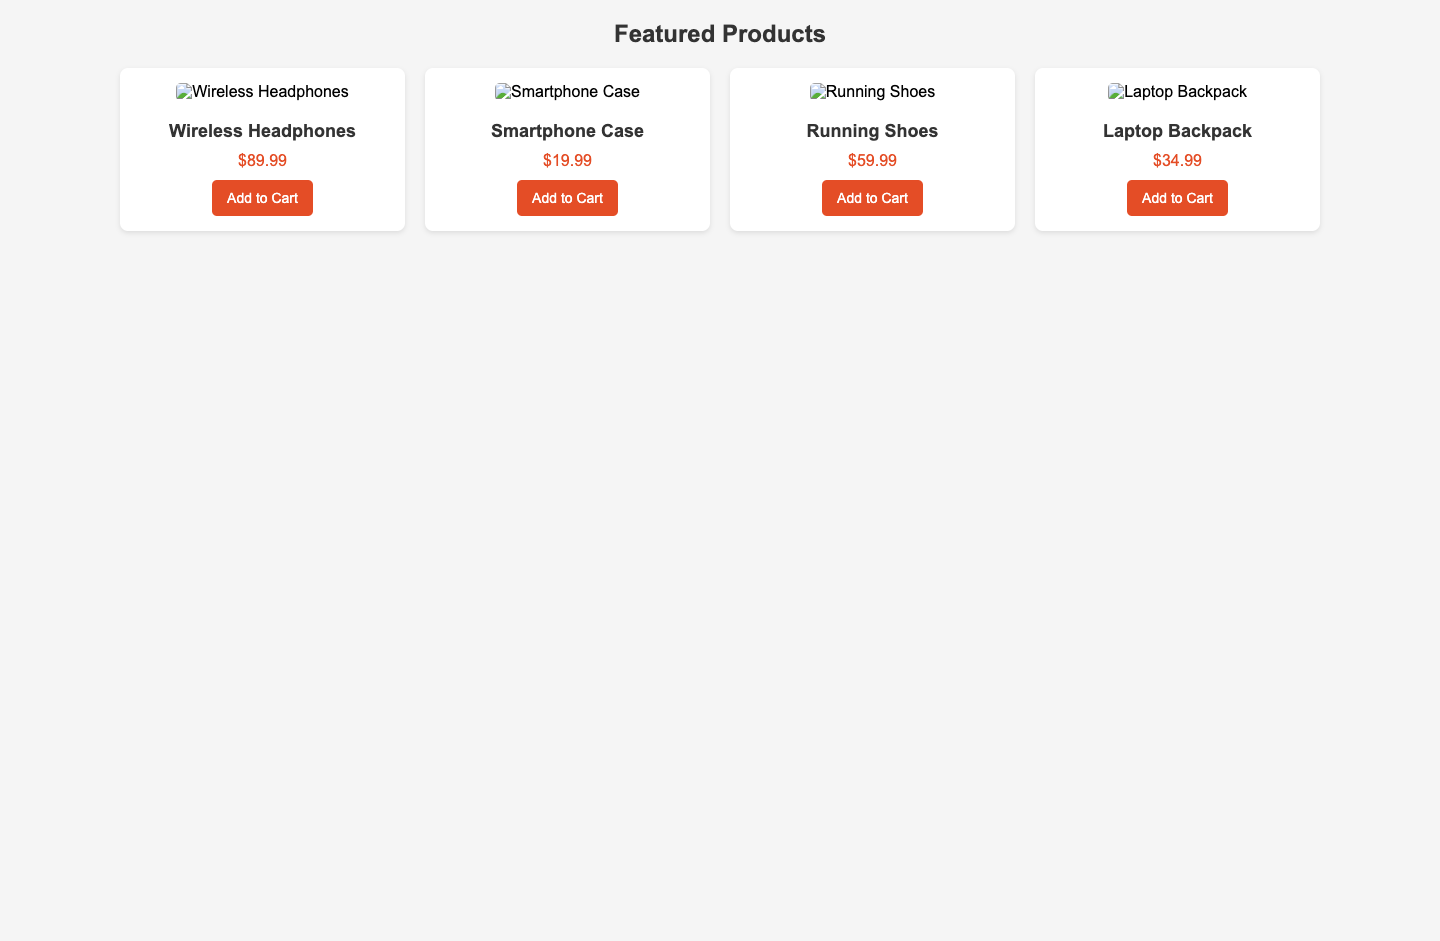 Featured Products
Wireless Headphones
Wireless Headphones
$89.99
Add to Cart
Smartphone Case
Smartphone Case
$19.99
Add to Cart
Running Shoes
Running Shoes
$59.99
Add to Cart
Laptop Backpack
Laptop Backpack
$34.99
Add to Cart